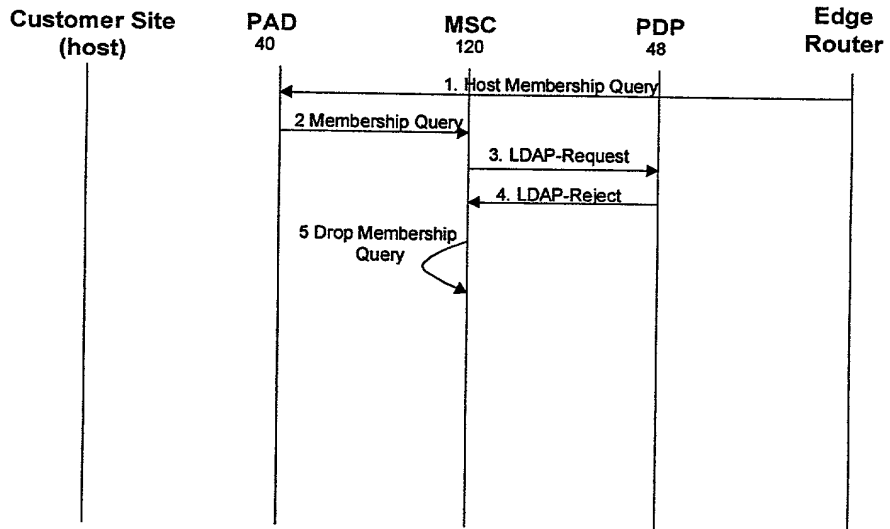 Customer Site
(host)
PAD
40
MSC
120
PDP
48
Edge
Router
1. Host Membership Query
2 Membership Query
3. LDAP-Request
4. LDAP-Reject
5 Drop Membership
Query